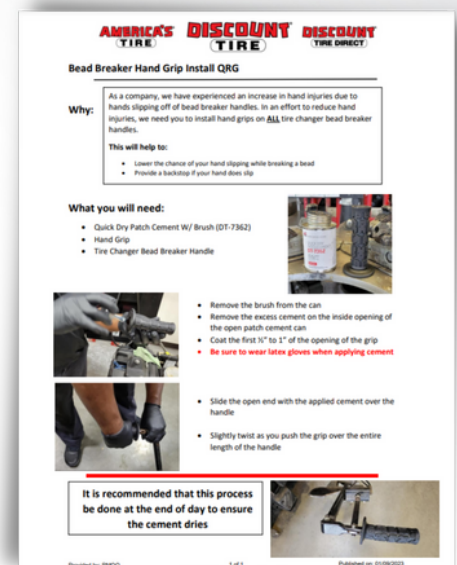 AMERICA'S DISCOUNT DISCOUNT
TIRE TIRE TIRE DIRECT
Bead Breaker Hand Grip Install QRG
Why:
As a company, we have experienced an increase in hand injuries due to
hands slipping off of bead breaker handles. In an effort to reduce hand
injuries, we need you to install hand grips on ALL tire changer bead breaker
handles.
This will help to:
• Lower the chance of your hand slipping while breaking a bead
• Provide a backstop if your hand does slip
What you will need:
• Quick Dry Patch Cement W/ Brush (DT-7362)
• Hand Grip
• Tire Changer Bead Breaker Handle
• Remove the brush from the can
• Remove the excess cement on the inside opening of
the open patch cement can
• Coat the first ½" to 1" of the opening of the grip
• Be sure to wear latex gloves when applying cement
• Slide the open end with the applied cement over the
handle
• Slightly twist as you push the grip over the entire
length of the handle
It is recommended that this process
be done at the end of day to ensure
the cement dries
1 of 1
Published on: 01/09/2023